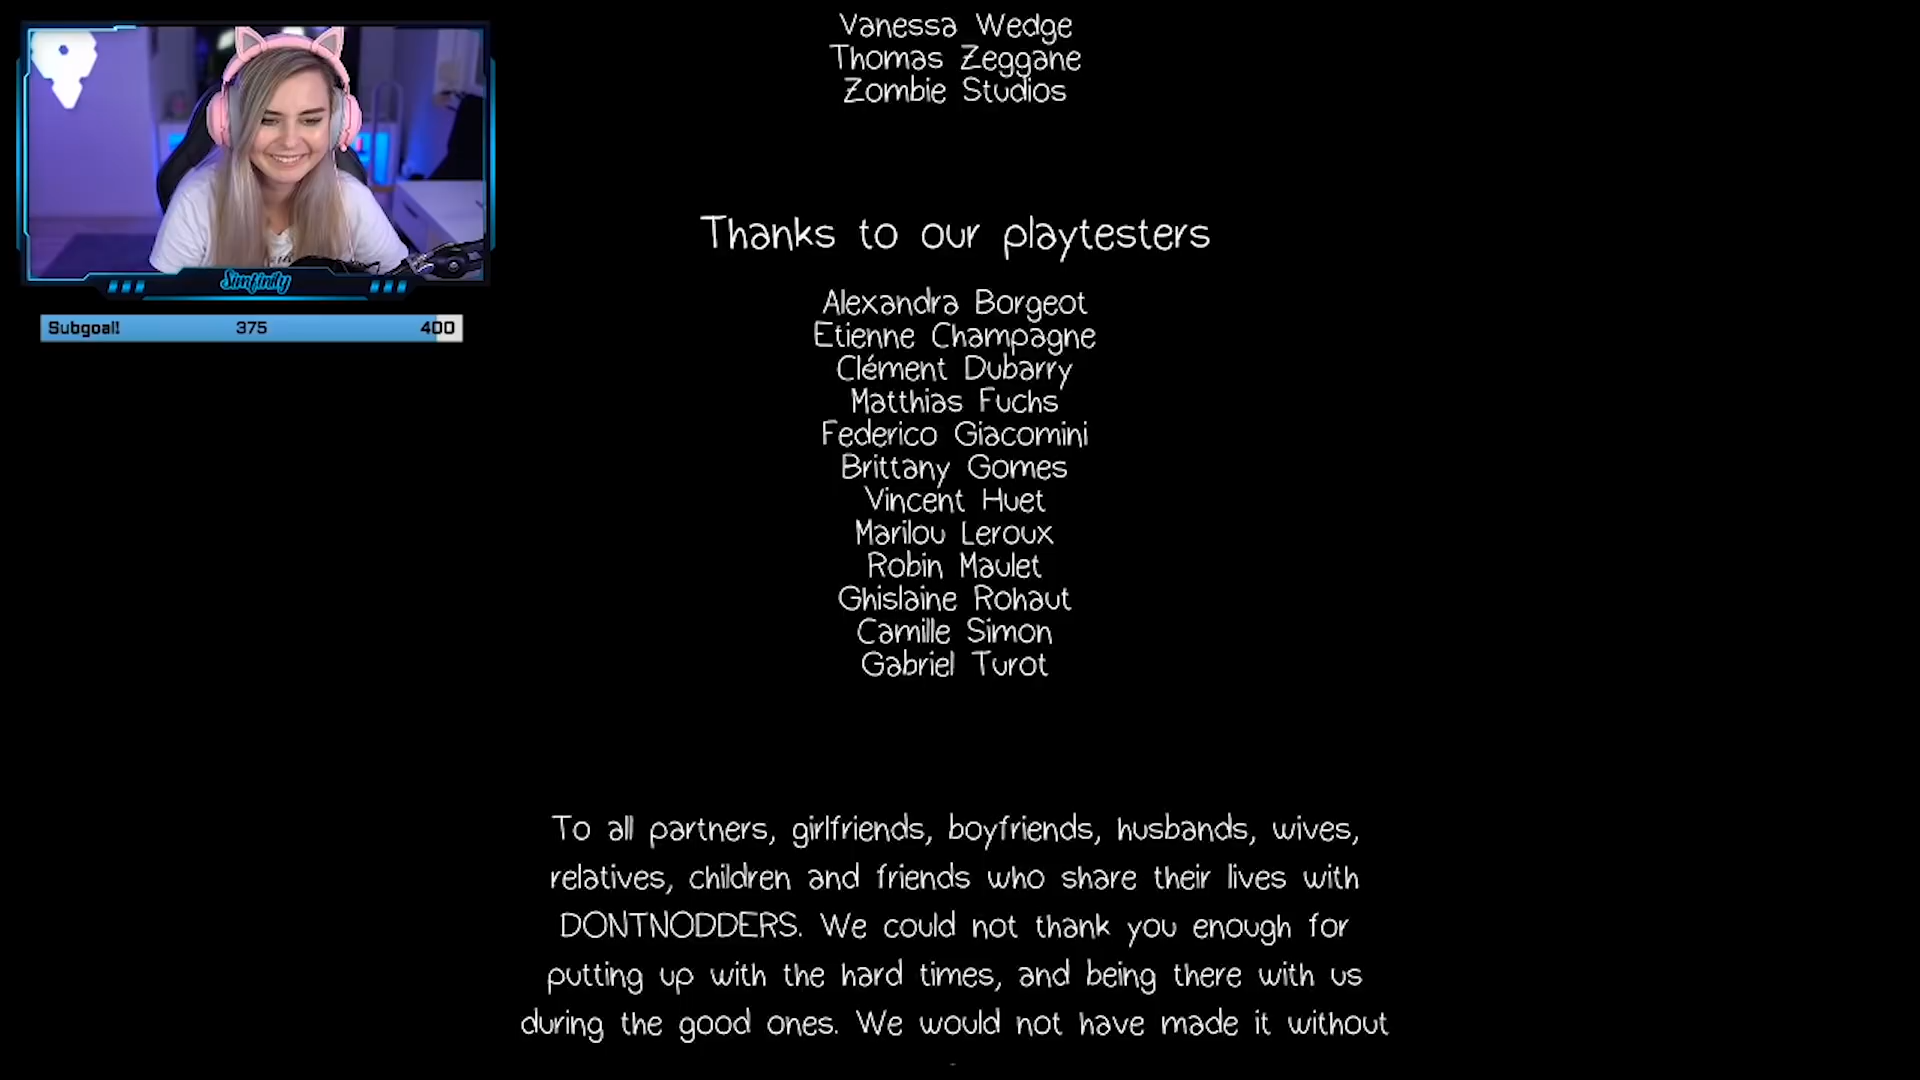 Vanessa Wedge
Thomas Zeggane
Zombie Studios
Simfinity
Subgoal! 375 400
Thanks to our playtesters
Alexandra Borgeot
Etienne Champagne
Clément Dubarry
Matthias Fuchs
Federico Giacomini
Brittany Gomes
Vincent Huet
Marilou Leroux
Robin Maulet
Ghislaine Rohaut
Camille Simon
Gabriel Turot
To all partners, girlfriends, boyfriends, husbands, wives,
relatives, children and friends who share their lives with
DONTNODDERS. We could not thank you enough for
putting up with the hard times, and being there with us
during the good ones. We would not have made it without